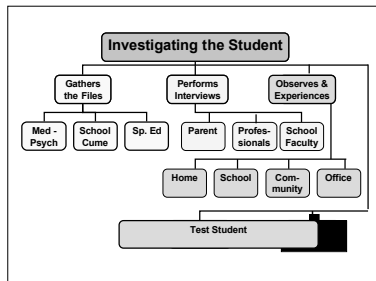 Investigating the Student
Gathers
the Files
Performs
Interviews
Observes &
Experiences
Med -
Psych
School
Cume
Sp. Ed
Parent
Profes-
sionals
School
Faculty
Home
School
Com-
munity
Office
Test Student